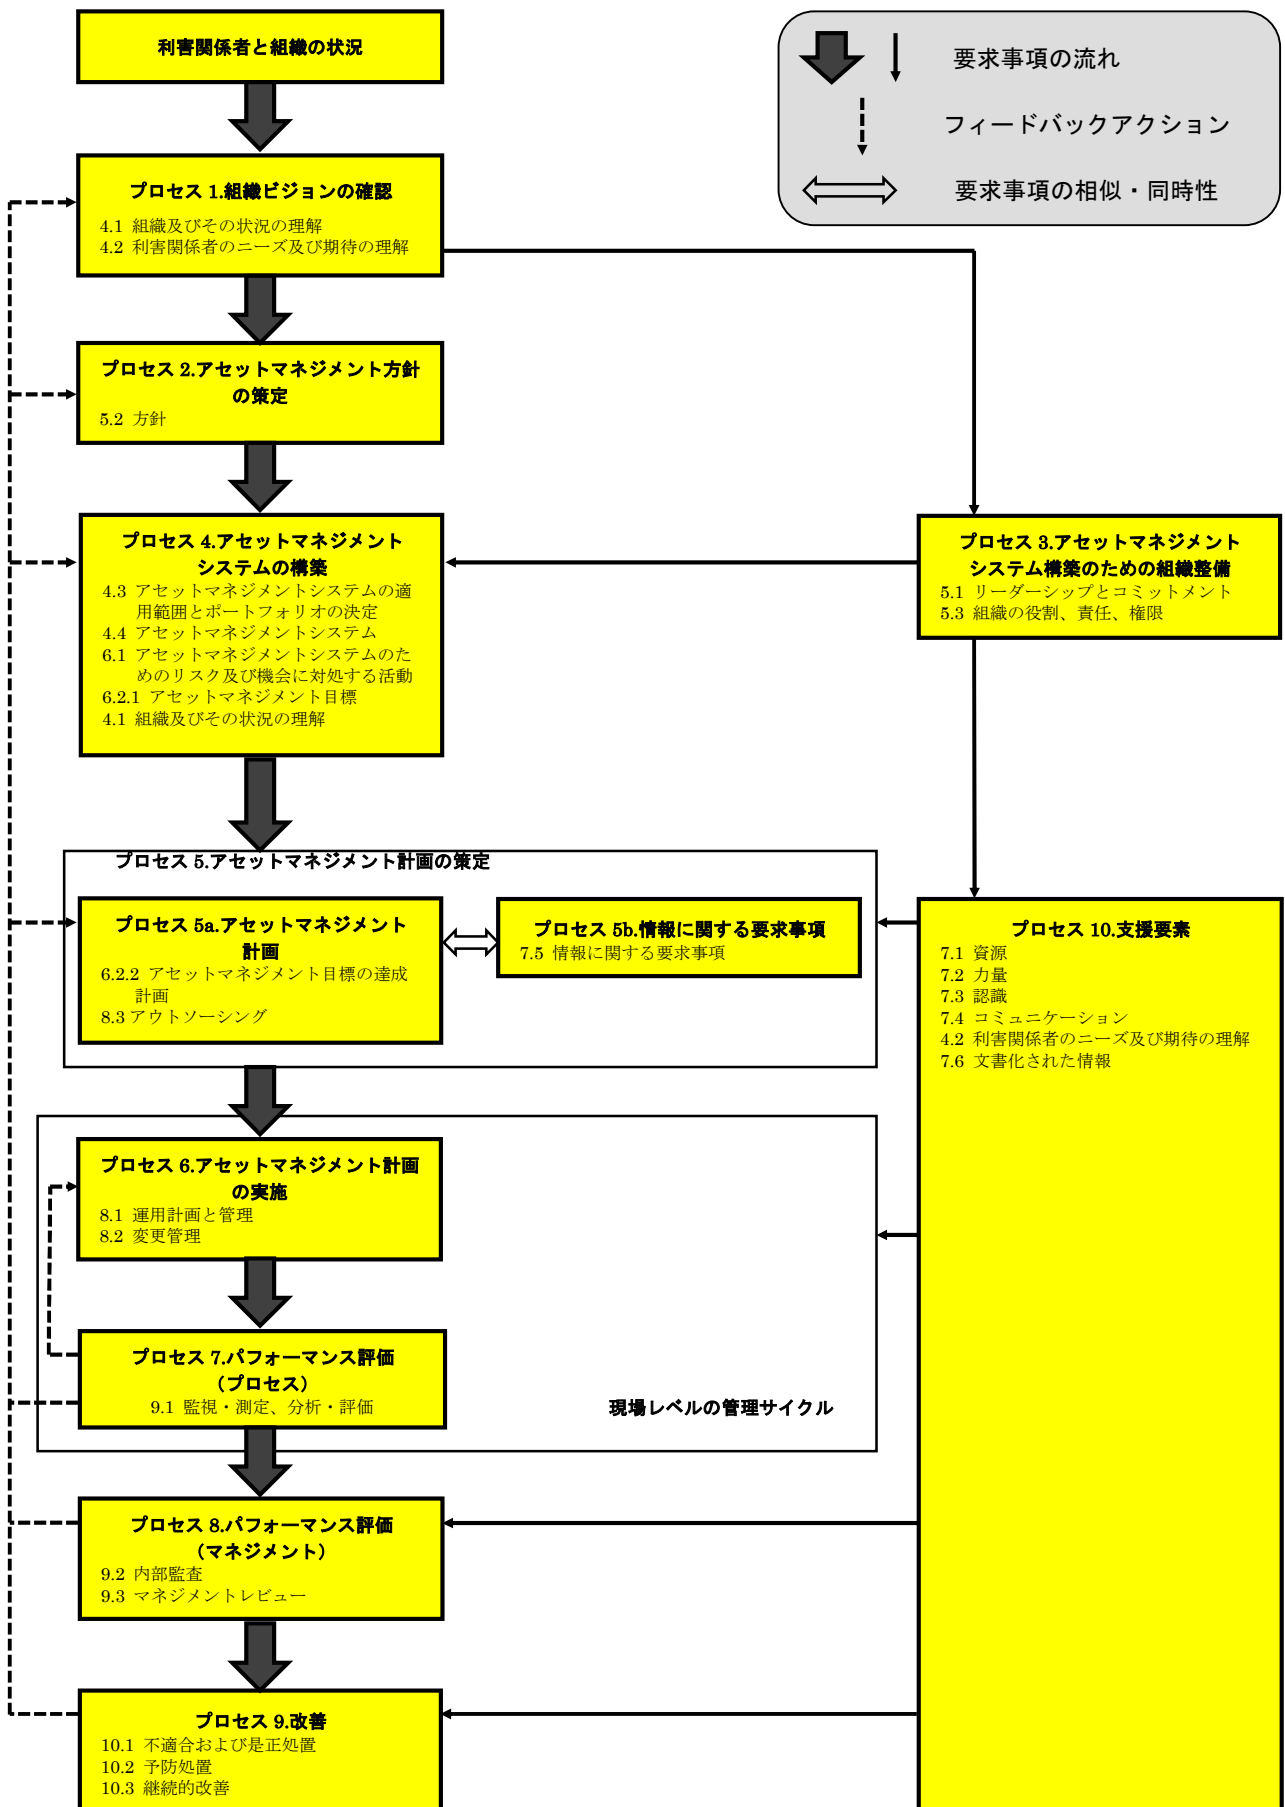 利害関係者と組織の状況
要求事項の流れ
フィードバックアクション
要求事項の相似・同時性
プロセス 1.組織ビジョンの確認
4.1 組織及びその状況の理解
4.2 利害関係者のニーズ及び期待の理解
プロセス 2.アセットマネジメント方針
の策定
5.2 方針
プロセス 4.アセットマネジメント
システムの構築
4.3 アセットマネジメントシステムの適
用範囲とポートフォリオの決定
4.4 アセットマネジメントシステム
6.1 アセットマネジメントシステムのた
めのリスク及び機会に対処する活動
6.2.1 アセットマネジメント目標
4.1 組織及びその状況の理解
プロセス 3.アセットマネジメント
システム構築のための組織整備
5.1 リーダーシップとコミットメント
5.3 組織の役割、責任、権限
プロセス 5.アセットマネジメント計画の策定
プロセス 5a.アセットマネジメント
計画
6.2.2 アセットマネジメント目標の達成
計画
8.3 アウトソーシング
プロセス 5b.情報に関する要求事項
7.5 情報に関する要求事項
プロセス 10.支援要素
7.1 資源
7.2 力量
7.3 認識
7.4 コミュニケーション
4.2 利害関係者のニーズ及び期待の理解
7.6 文書化された情報
プロセス 6.アセットマネジメント計画
の実施
8.1 運用計画と管理
8.2 変更管理
プロセス 7.パフォーマンス評価
（プロセス）
9.1 監視・測定、分析・評価
現場レベルの管理サイクル
プロセス 8.パフォーマンス評価
（マネジメント）
9.2 内部監査
9.3 マネジメントレビュー
プロセス 9.改善
10.1 不適合および是正処置
10.2 予防処置
10.3 継続的改善